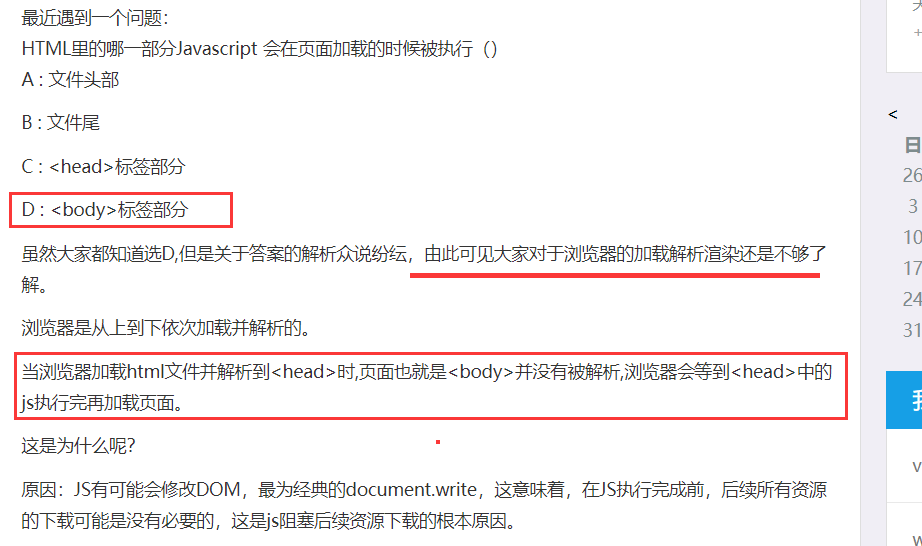 最近遇到一个问题：
HTML里的哪一部分Javascript 会在页面加载的时候被执行（）
A : 文件头部
B : 文件尾
C : <head>标签部分
D : <body>标签部分
虽然大家都知道选D,但是关于答案的解析众说纷纭，由此可见大家对于浏览器的加载解析渲染还是不够了
解。
浏览器是从上到下依次加载并解析的。
当浏览器加载html文件并解析到<head>时,页面也就是<body>并没有被解析,浏览器会等到<head>中的
js执行完再加载页面。
这是为什么呢?
原因：JS有可能会修改DOM，最为经典的document.write，这意味着，在JS执行完成前，后续所有资源
的下载可能是没有必要的，这是js阻塞后续资源下载的根本原因。
+
<
日
26
3
10
17
24
31